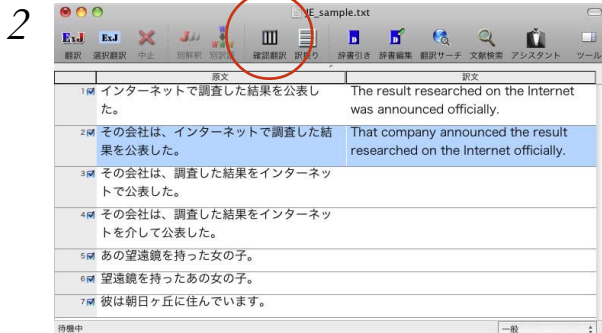 2
JE_sample.txt
翻訳 選択翻訳 中止 別解釈 別訳語 確認翻訳 訳振り 辞書引き 辞書編集 翻訳サーチ 文献検索 アシスタント ツール
原文 訳文
1 インターネットで調査した結果を公表し The result researched on the Internet
た。 was announced officially.
2 その会社は、インターネットで調査した結 That company announced the result
果を公表した。 researched on the Internet officially.
3 その会社は、調査した結果をインターネッ
トで公表した。
4 その会社は、調査した結果をインターネッ
トを介して公表した。
5 あの望遠鏡を持った女の子。
6 望遠鏡を持ったあの女の子。
7 彼は朝日ヶ丘に住んでいます。
待機中 一般